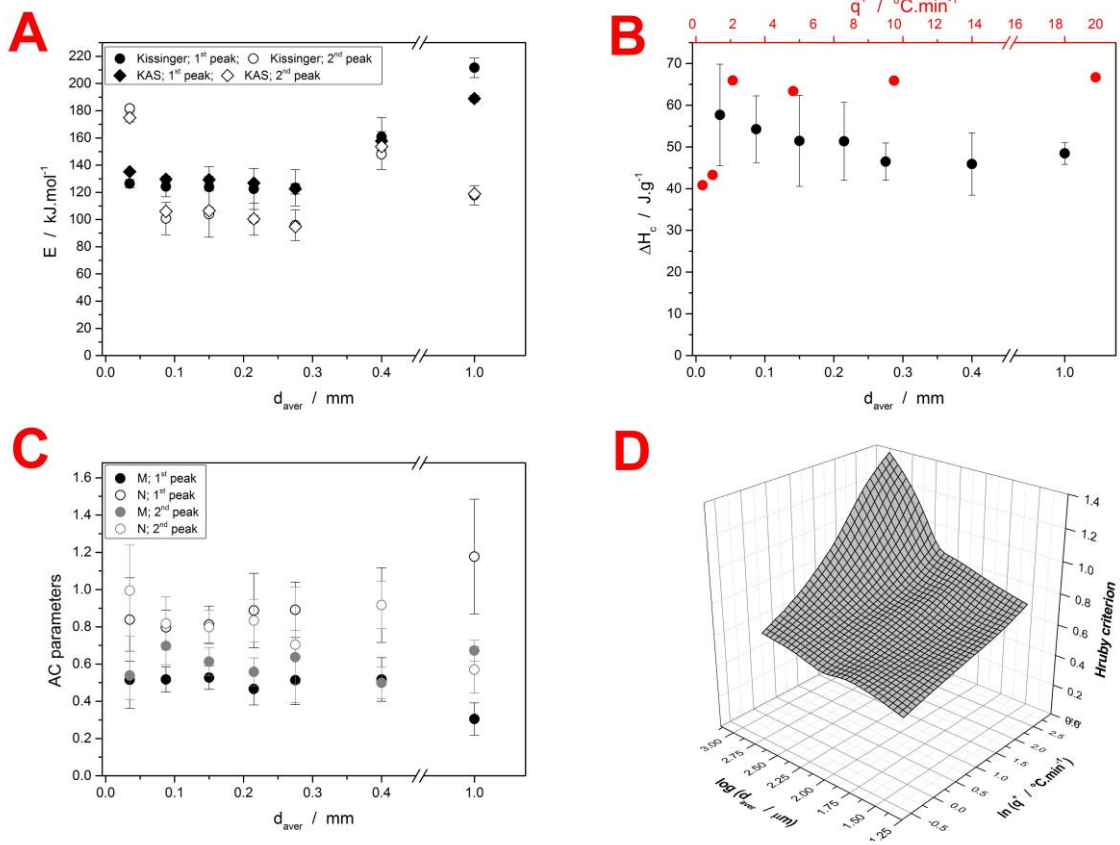 A
E / kJ.mol-1
220
200
180
160
140
120
100
80
60
40
20
0
Kissinger; 1st peak; Kissinger; 2nd peak
KAS; 1st peak; KAS; 2nd peak
0.0 0.1 0.2 0.3 0.4 1.0
daver / mm
B
q+ / °C.min-1
0 2 4 6 8 10 12 14 16 18 20
ΔHc / J.g-1
70
60
50
40
30
20
10
0
0.0 0.1 0.2 0.3 0.4 1.0
daver / mm
C
AC parameters
1.6
1.4
1.2
1.0
0.8
0.6
0.4
0.2
0.0
M; 1st peak
N; 1st peak
M; 2nd peak
N; 2nd peak
0.0 0.1 0.2 0.3 0.4 1.0
daver / mm
D
1.4
1.2
1.0
0.8
0.6
0.4
0.2
Hruby criterion
3.00 2.75 2.50 2.25 2.00 1.75 1.50 1.25
log (daver / μm)
2.5
2.0
1.5
1.0
0.5
0.0
-0.5
ln (q+ / °C.min-1)